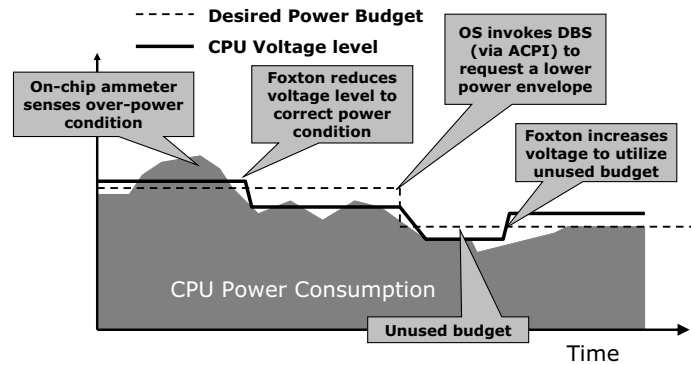 Desired Power Budget
CPU Voltage level
On-chip ammeter
senses over-power
condition
Foxton reduces
voltage level to
correct power
condition
OS invokes DBS
(via ACPI) to
request a lower
power envelope
Foxton increases
voltage to utilize
unused budget
CPU Power Consumption
Unused budget
Time